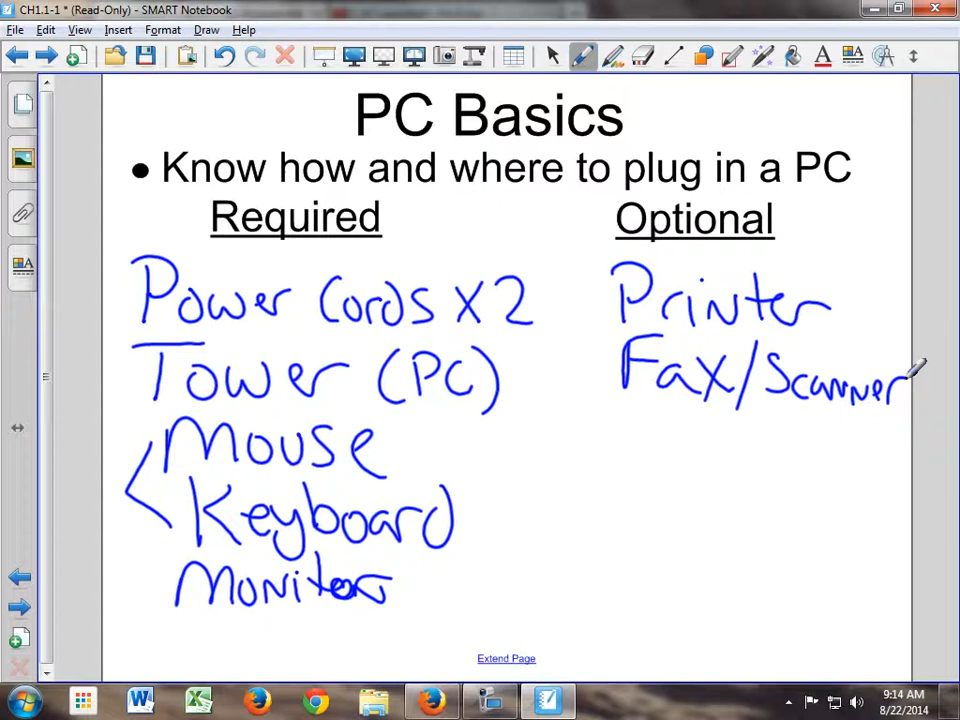 CH1.1-1 * (Read-Only) - SMART Notebook
File Edit View Insert Format Draw Help
PC Basics
• Know how and where to plug in a PC
Required Optional
Power Cords x 2
Printer
Tower (PC)
Fax/Scanner
Mouse
Keyboard
Monitor
Extend Page
9:14 AM
8/22/2014